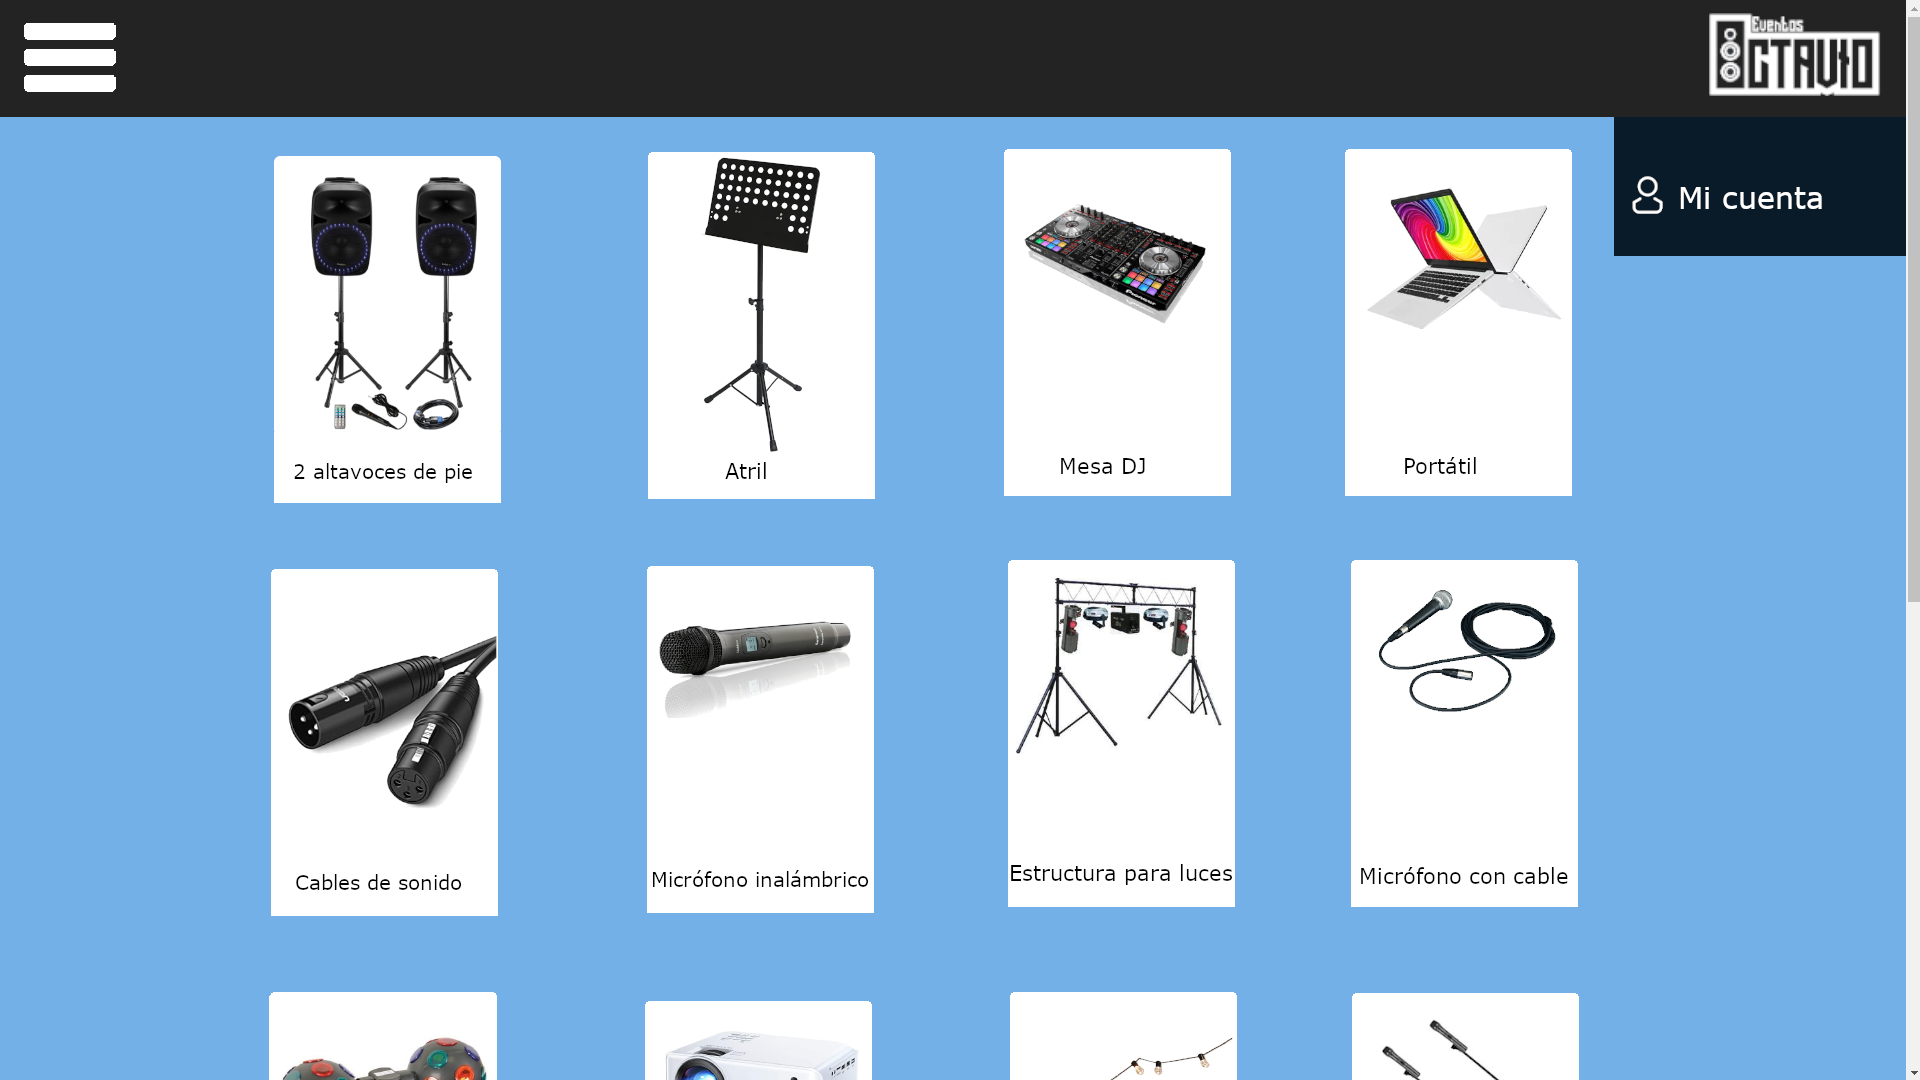 Eventos
OCTAVIO
Mi cuenta
2 altavoces de pie
Atril
Mesa DJ
Portátil
Cables de sonido
Micrófono inalámbrico
Estructura para luces
Micrófono con cable